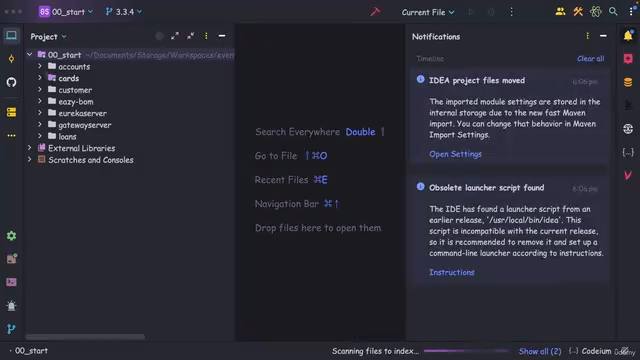 GS 00_start
3.3.4
Current File
Project
Notifications
00_start ~/Documents/Storage/Workspaces/even
accounts
cards
customer
eazy-bom
eurekaserver
gatewayserver
loans
External Libraries
Scratches and Consoles
Search Everywhere Double ⇧
Go to File ⇧⌘O
Recent Files ⌘E
Navigation Bar ⌘↑
Drop files here to open them
Timeline
Clear all
IDEA project files moved
6:06 pm
The imported module settings are stored in the
internal storage due to the new fast Maven
import. You can change that behavior in Maven
Import Settings.
Open Settings
Obsolete launcher script found
6:06 pm
The IDE has found a launcher script from an
earlier release, '/usr/local/bin/idea'. This
script is incompatible with the current release,
so it is recommended to remove it and set up a
command-line launcher according to instructions.
Instructions
00_start
Scanning files to index...
Show all (2)
Codeium
Udemy